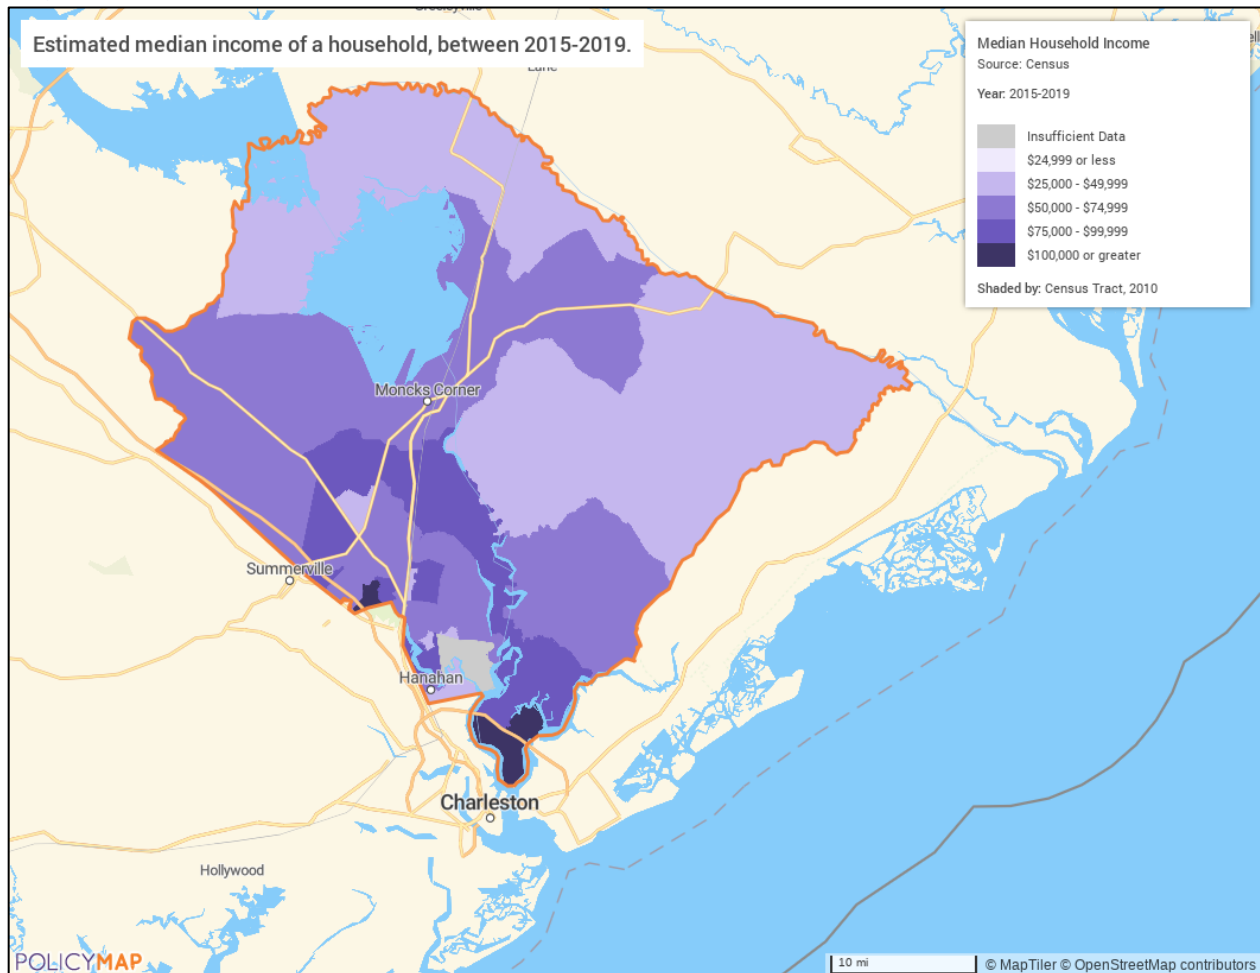 Estimated median income of a household, between 2015-2019.
Lane
Median Household Income
Source: Census
Year: 2015-2019
Insufficient Data
$24,999 or less
$25,000 - $49,999
$50,000 - $74,999
$75,000 - $99,999
$100,000 or greater
Shaded by: Census Tract, 2010
Moncks Corner
Summerville
Hanahan
Charleston
Hollywood
POLICYMAP
10 mi
© MapTiler © OpenStreetMap contributors